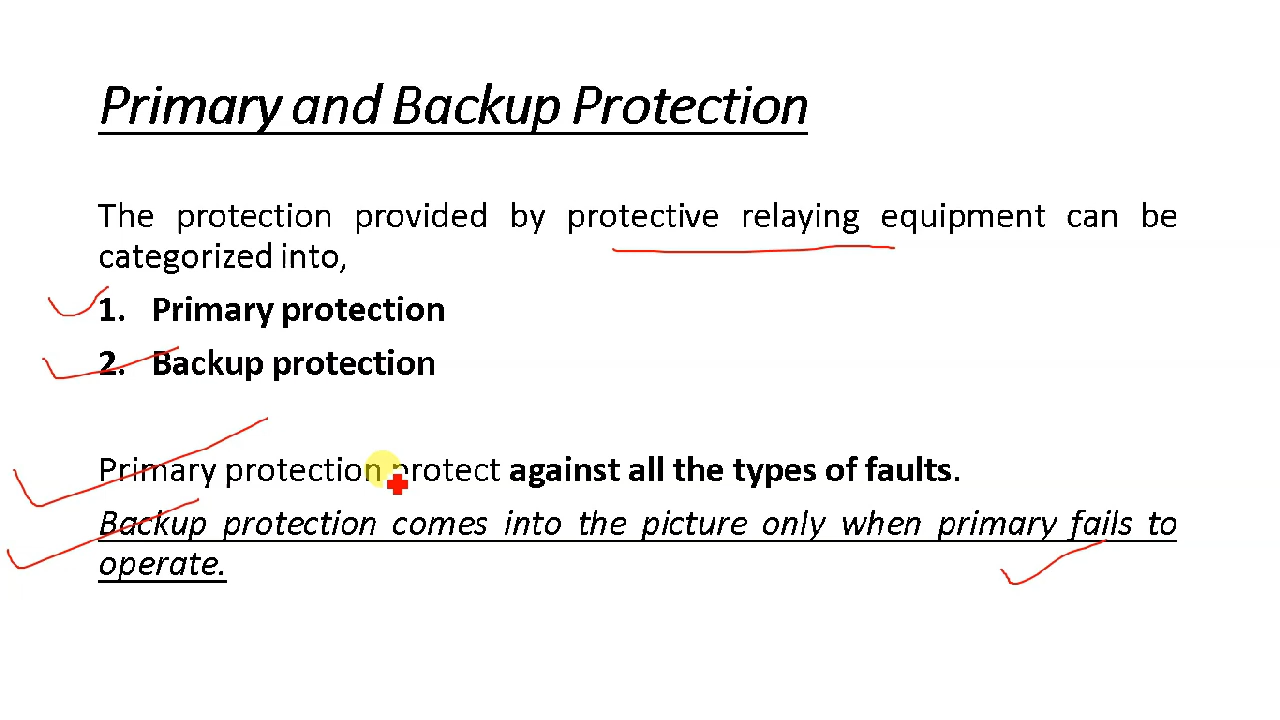 Primary and Backup Protection
The protection provided by protective relaying equipment can be
categorized into,
1. Primary protection
2. Backup protection
Primary protection protect against all the types of faults.
Backup protection comes into the picture only when primary fails to
operate.